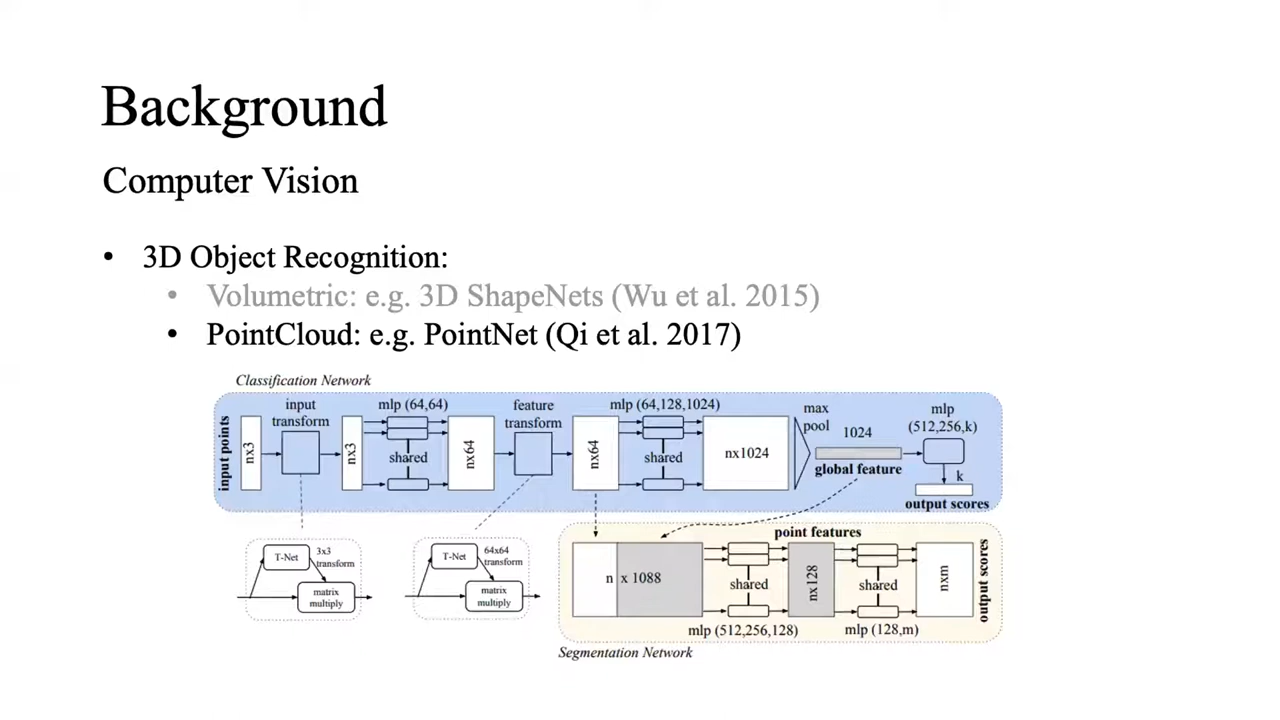 Background
Computer Vision
• 3D Object Recognition:
• Volumetric: e.g. 3D ShapeNets (Wu et al. 2015)
• PointCloud: e.g. PointNet (Qi et al. 2017)
Classification Network
input points
nx3
input
transform
nx3
mlp (64,64)
shared
nx64
feature
transform
nx64
mlp (64,128,1024)
shared
nx1024
max
pool
1024
global feature
mlp
(512,256,k)
k
output scores
T-Net
3x3
transform
matrix
multiply
T-Net
64x64
transform
matrix
multiply
point features
n x 1088
shared
mlp (512,256,128)
nx128
shared
mlp (128,m)
nxm
output scores
Segmentation Network